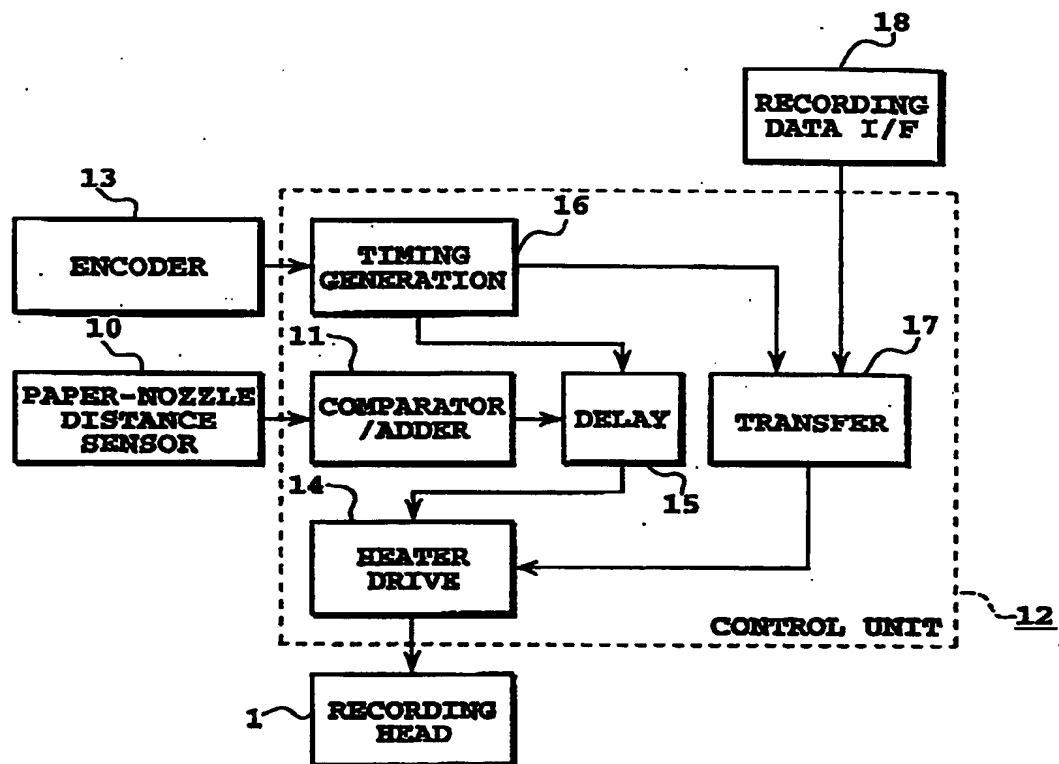 18
RECORDING
DATA I/F
13
ENCODER
16
TIMING
GENERATION
10
PAPER-NOZZLE
DISTANCE
SENSOR
11
COMPARATOR
/ADDER
DELAY
15
17
TRANSFER
14
HEATER
DRIVE
CONTROL UNIT
12
1
RECORDING
HEAD